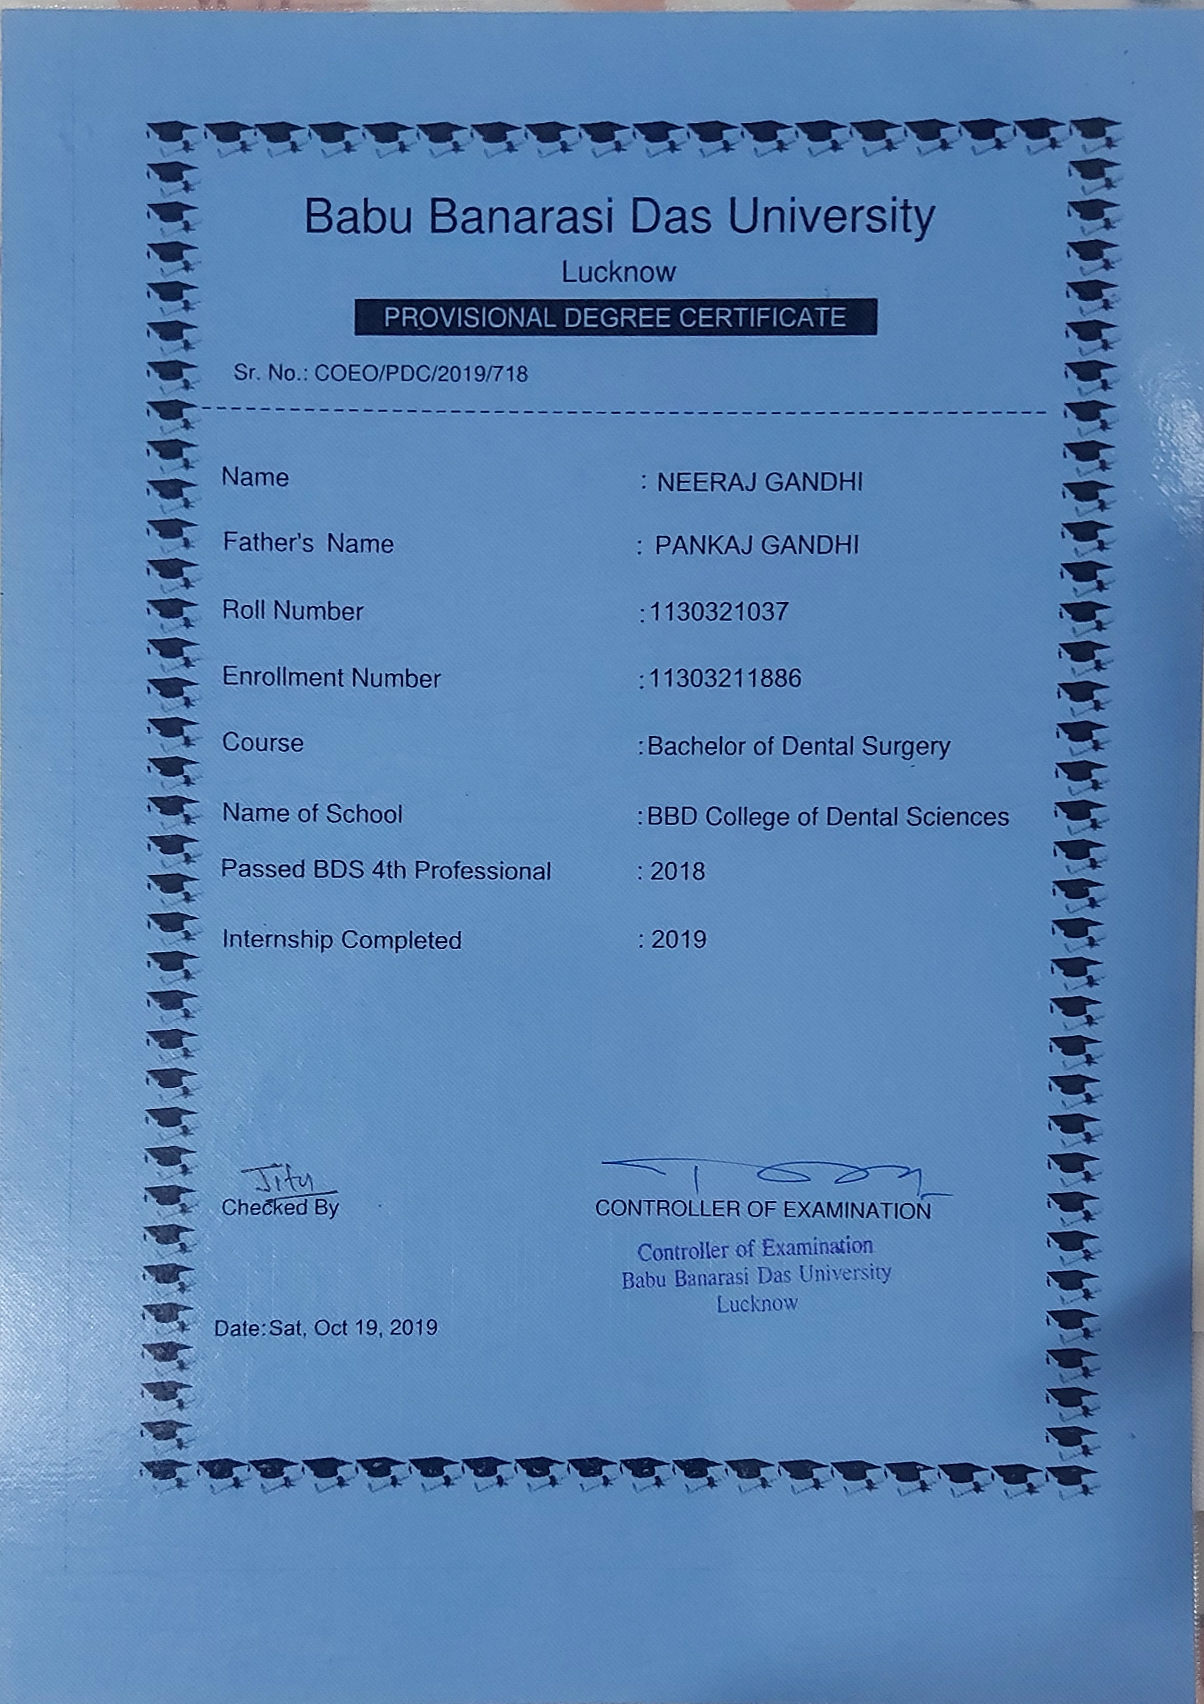 Babu Banarasi Das University
Lucknow
PROVISIONAL DEGREE CERTIFICATE
Sr. No.: COEO/PDC/2019/718
Name : NEERAJ GANDHI
Father's Name : PANKAJ GANDHI
Roll Number :1130321037
Enrollment Number :11303211886
Course :Bachelor of Dental Surgery
Name of School :BBD College of Dental Sciences
Passed BDS 4th Professional : 2018
Internship Completed : 2019
Checked By CONTROLLER OF EXAMINATION
Controller of Examination
Babu Banarasi Das University
Lucknow
Date:Sat, Oct 19, 2019